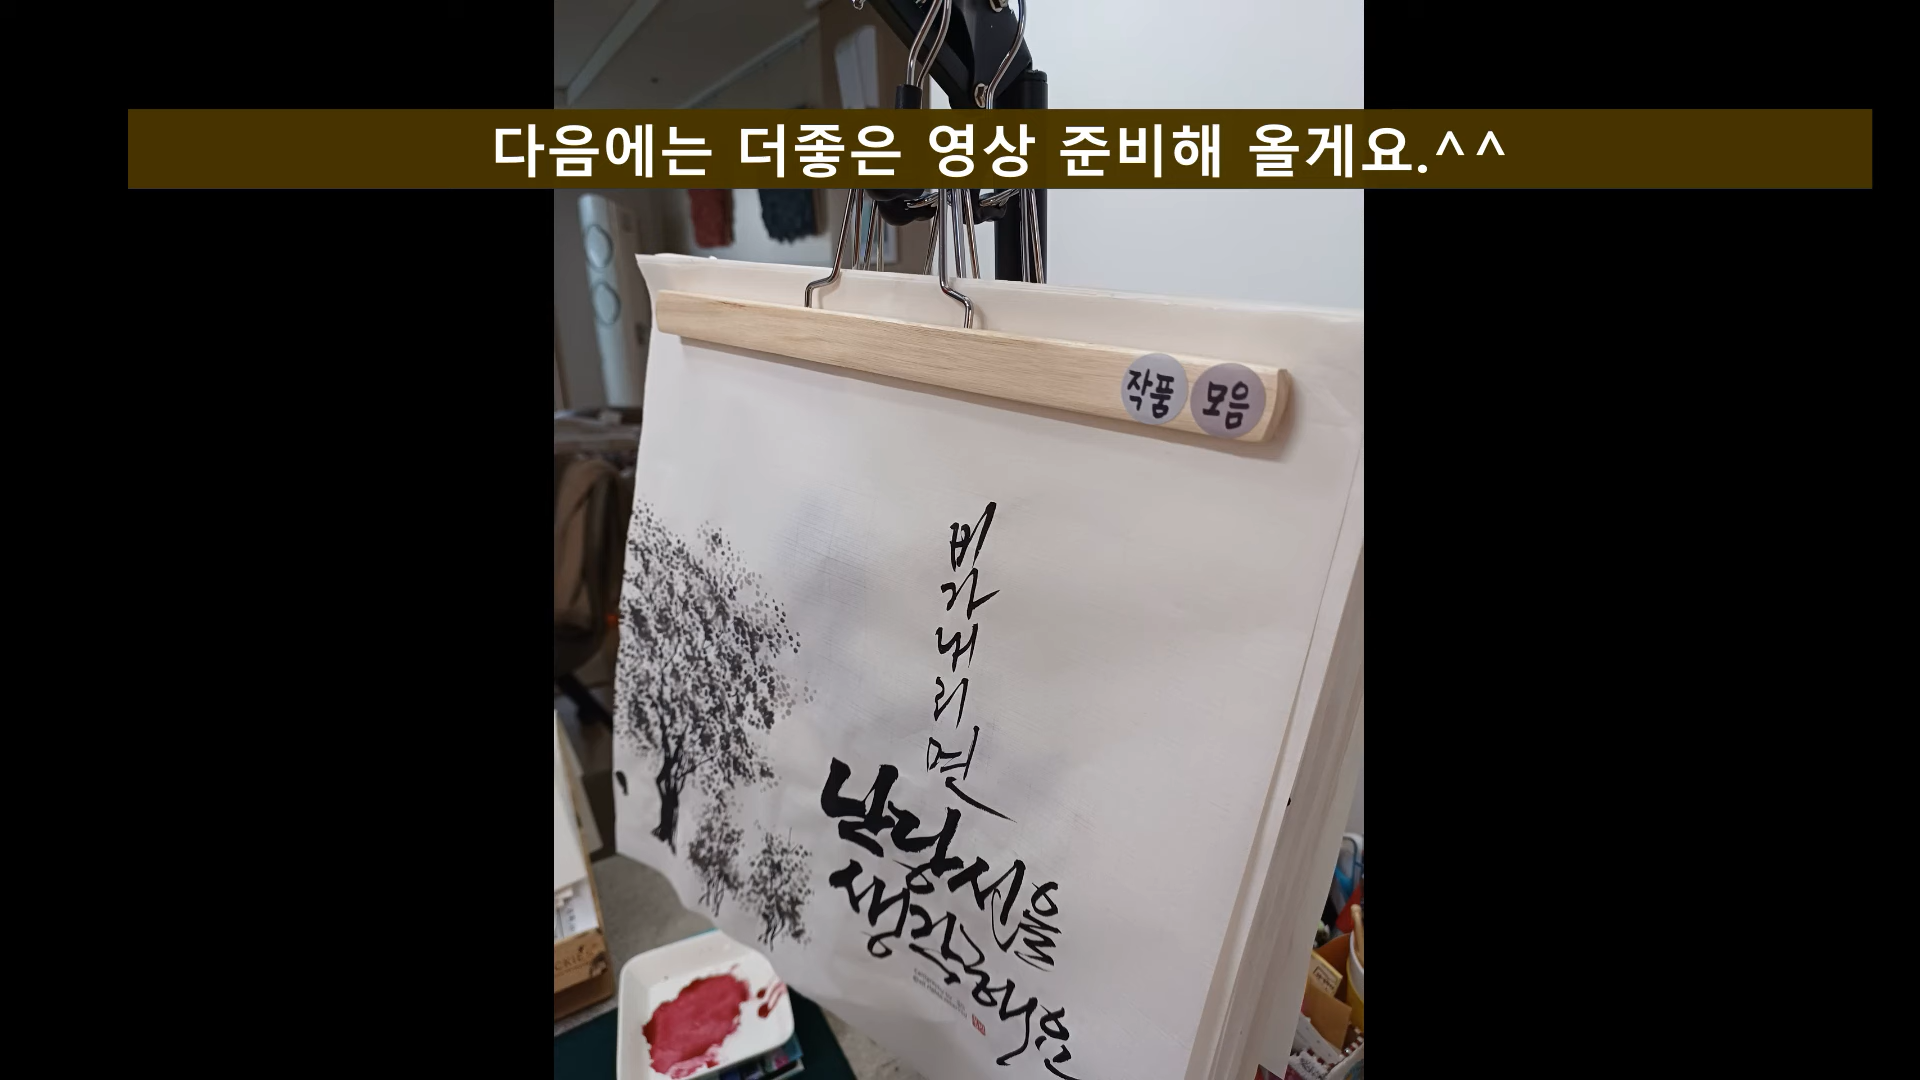 다음에는 더좋은 영상 준비해 올게요.^^
작품 모음
비가내리면
난당신을
생각해요